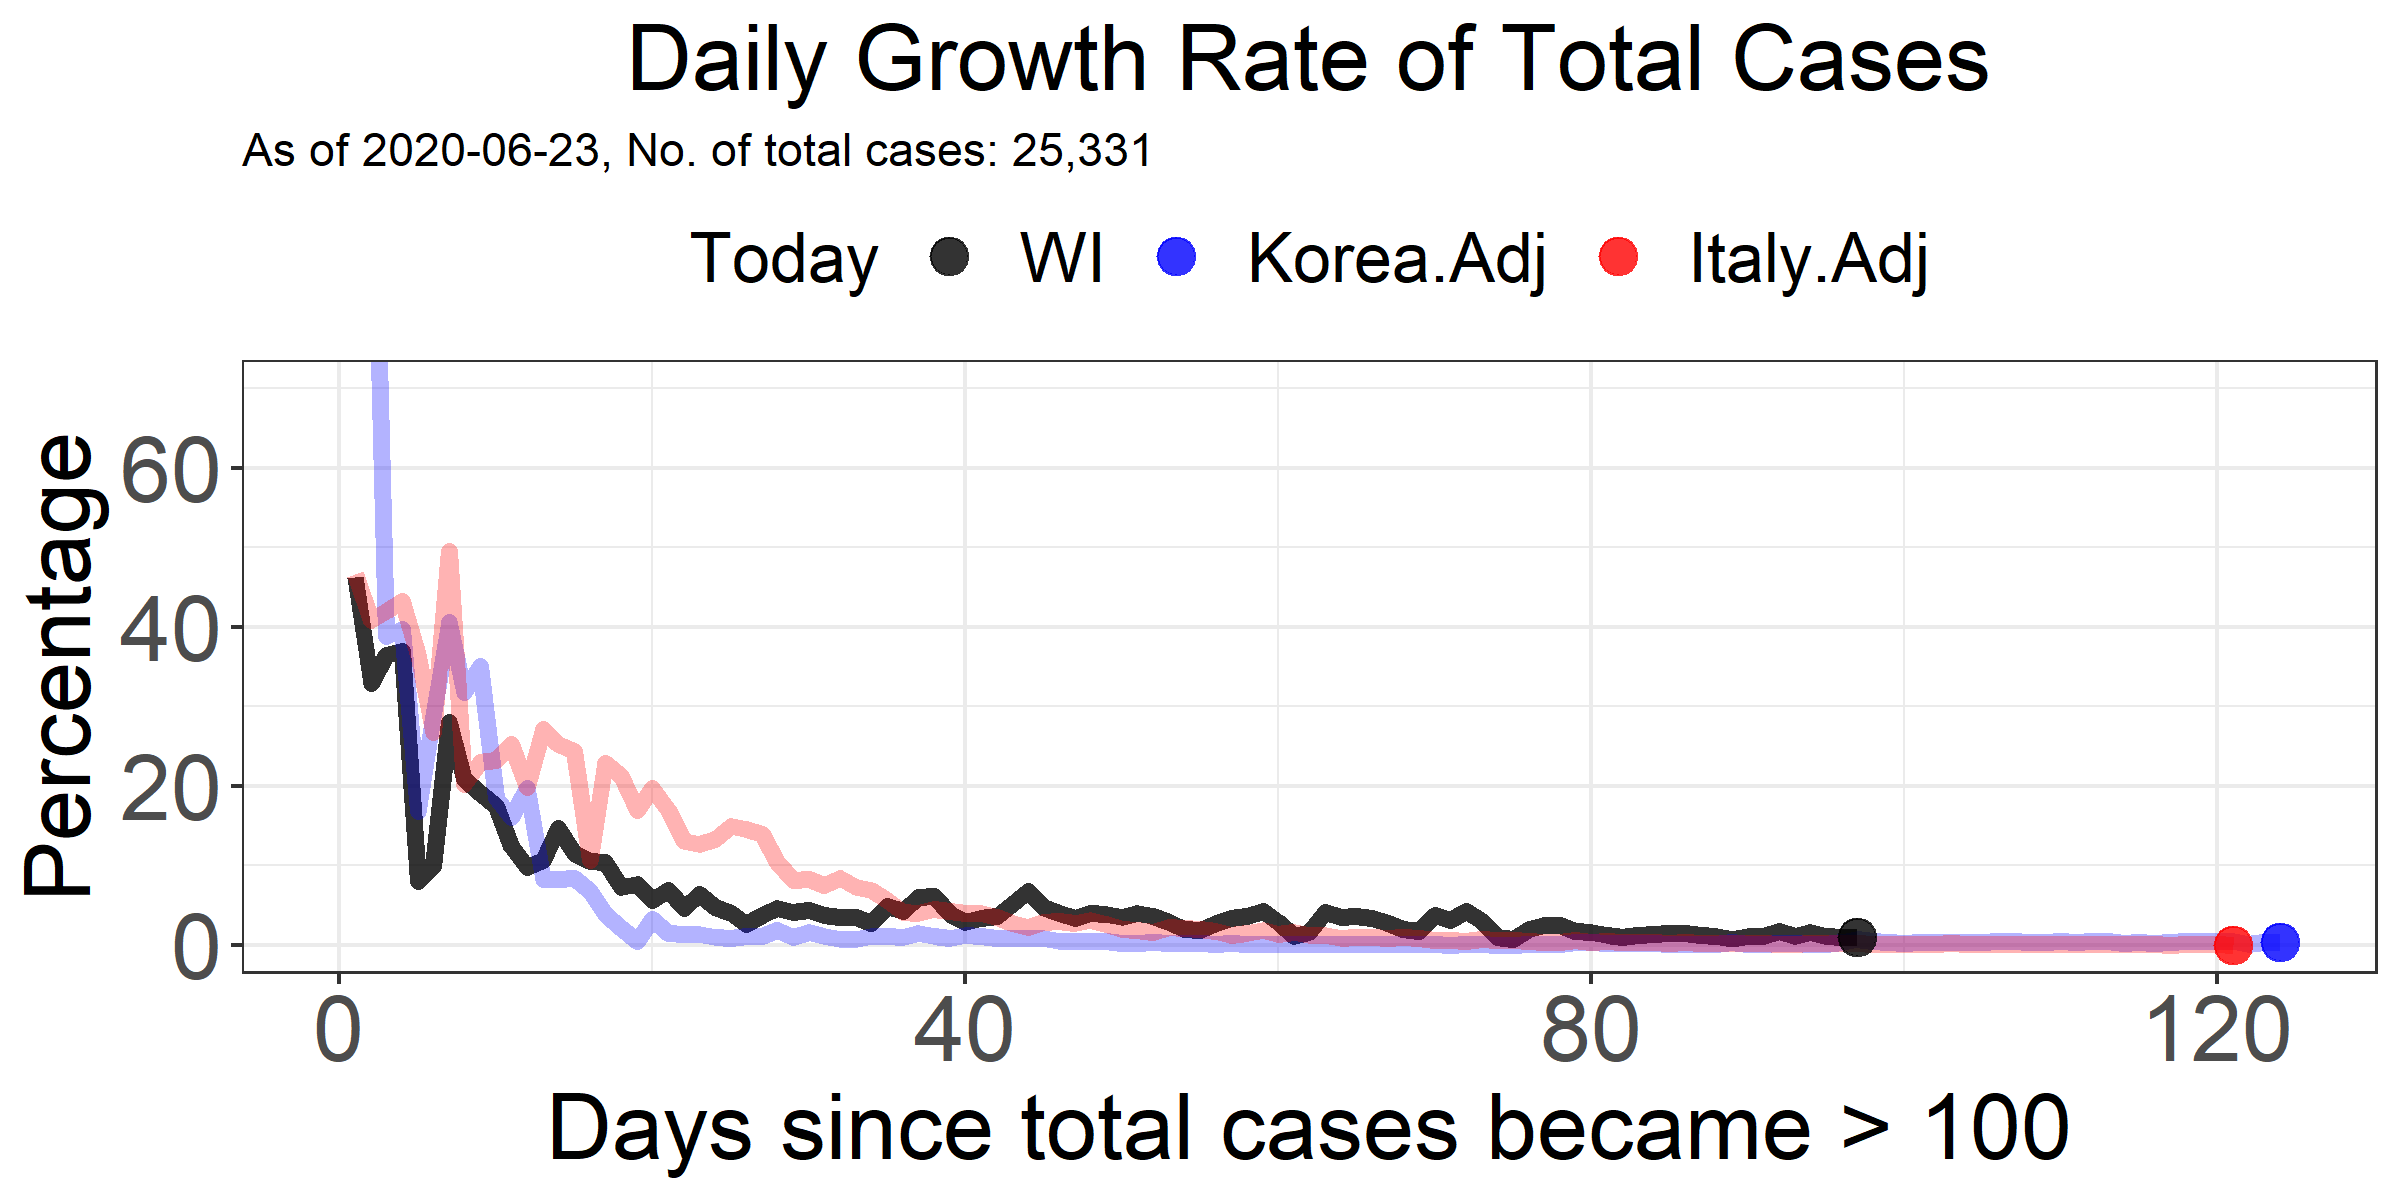 Daily Growth Rate of Total Cases
As of 2020-06-23, No. of total cases: 25,331
Today WI Korea.Adj Italy.Adj
Percentage
60
40
20
0
0 40 80 120
Days since total cases became > 100